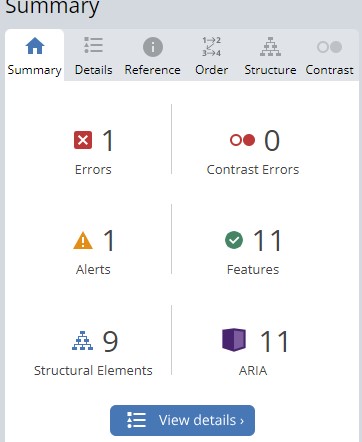 Summary
Summary Details Reference Order Structure Contrast
1 0
Errors Contrast Errors
1 11
Alerts Features
9 11
Structural Elements ARIA
View details ›